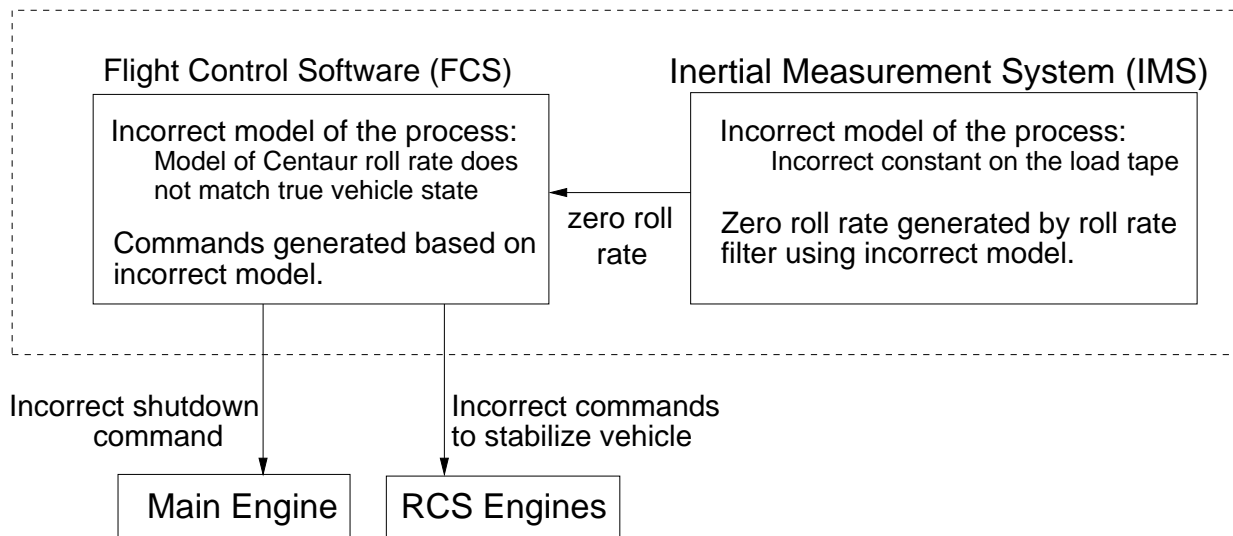 Flight Control Software (FCS)
Incorrect model of the process:
Model of Centaur roll rate does
not match true vehicle state
Commands generated based on
incorrect model.
zero roll
rate
Inertial Measurement System (IMS)
Incorrect model of the process:
Incorrect constant on the load tape
Zero roll rate generated by roll rate
filter using incorrect model.
Incorrect shutdown
command
Incorrect commands
to stabilize vehicle
Main Engine
RCS Engines